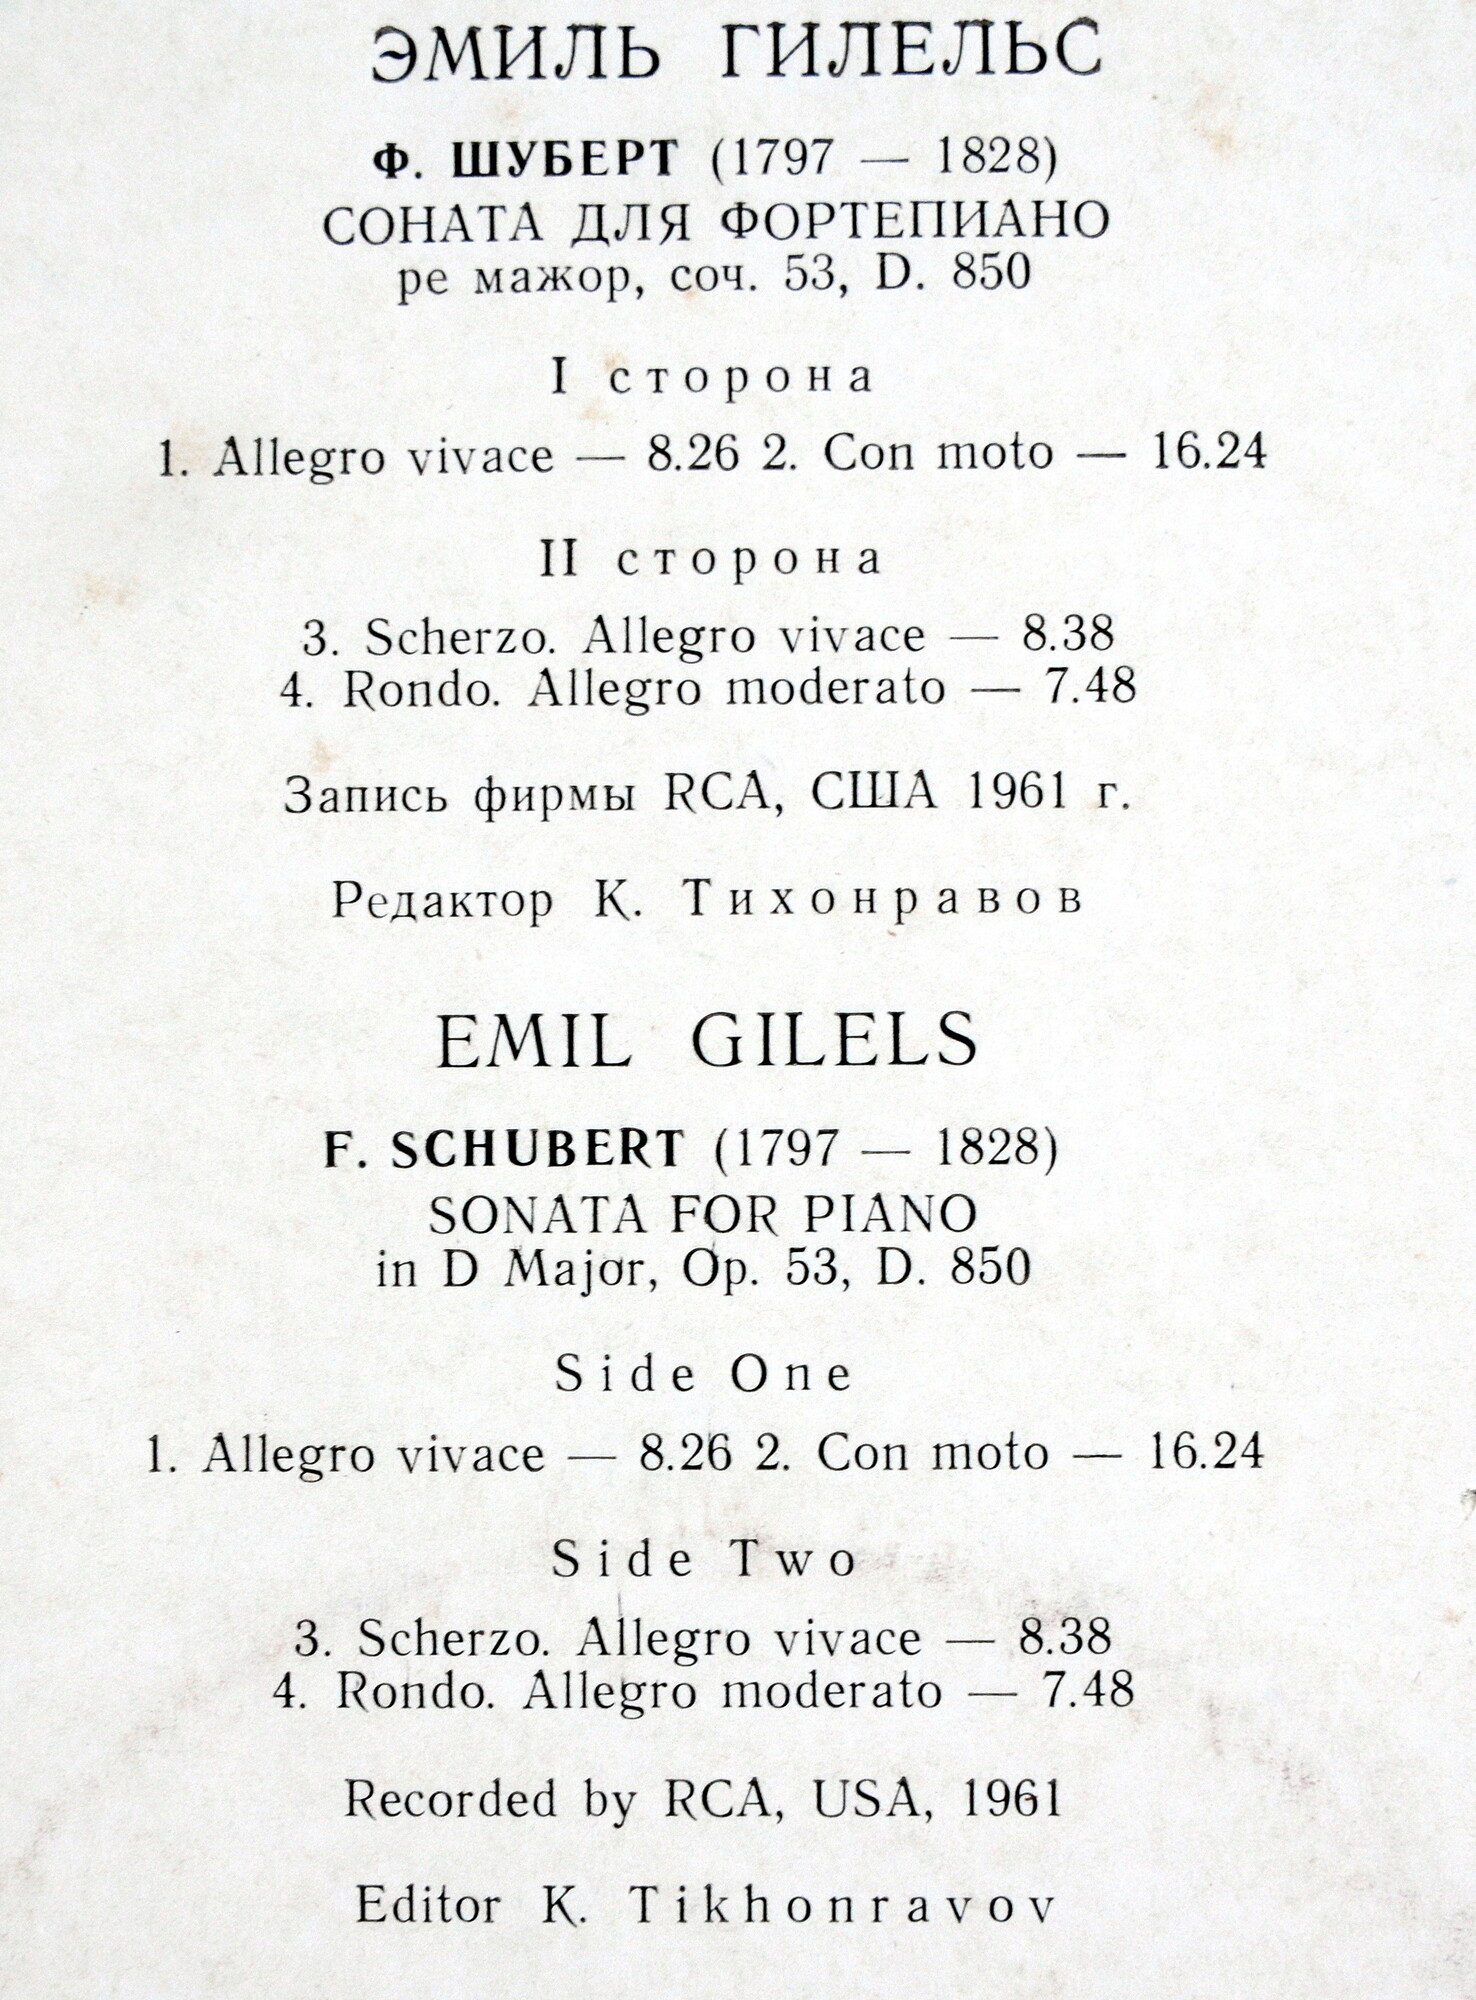 ЭМИЛЬ ГИЛЕЛЬС
Ф. ШУБЕРТ (1797 — 1828)
СОНАТА ДЛЯ ФОРТЕПИАНО
ре мажор, соч. 53, D. 850
I сторона
1. Allegro vivace — 8.26 2. Con moto — 16.24
II сторона
3. Scherzo. Allegro vivace — 8.38
4. Rondo. Allegro moderato — 7.48
Запись фирмы RCA, США 1961 г.
Редактор К. Тихонравов
EMIL GILELS
F. SCHUBERT (1797 — 1828)
SONATA FOR PIANO
in D Major, Op. 53, D. 850
Side One
1. Allegro vivace — 8.26 2. Con moto — 16.24
Side Two
3. Scherzo. Allegro vivace — 8.38
4. Rondo. Allegro moderato — 7.48
Recorded by RCA, USA, 1961
Editor K. Tikhonravov